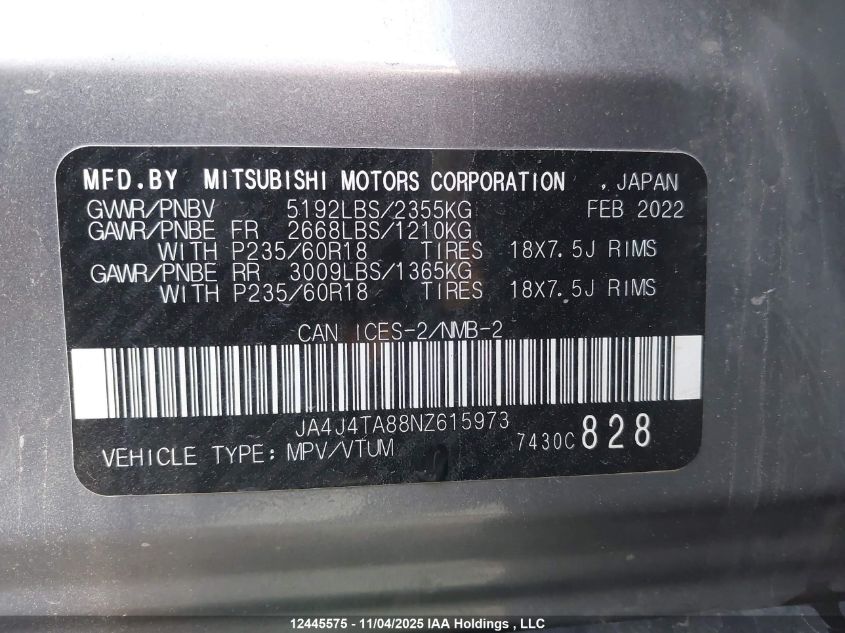 MFD.BY MITSUBISHI MOTORS CORPORATION , JAPAN
GVWR/PNBV 5192LBS/2355KG FEB 2022
GAWR/PNBE FR 2668LBS/1210KG
WITH P235/60R18 TIRES 18X7.5J RIMS
GAWR/PNBE RR 3009LBS/1365KG
WITH P235/60R18 TIRES 18X7.5J RIMS
CAN ICES-2/NMB-2
JA4J4TA88NZ615973
VEHICLE TYPE: MPV/VTUM 7430C 828
12445575 - 11/04/2025 IAA Holdings , LLC